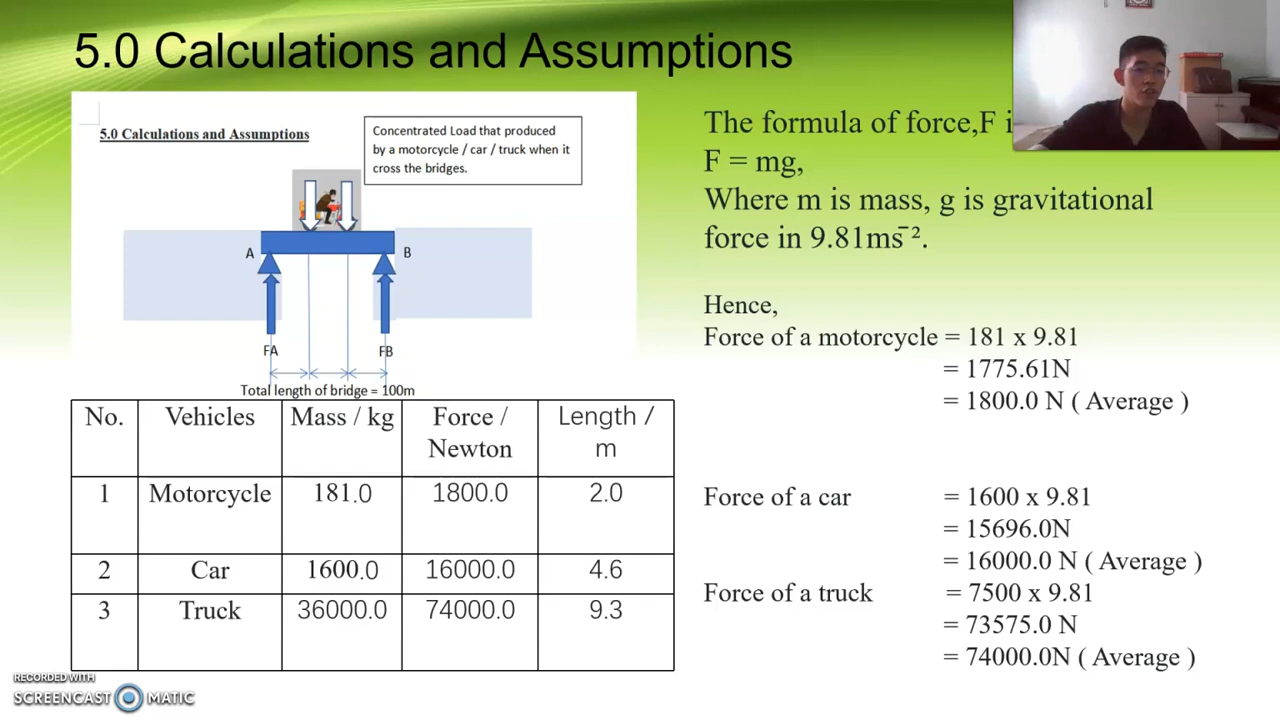 5.0 Calculations and Assumptions
5.0 Calculations and Assumptions
Concentrated Load that produced
by a motorcycle / car / truck when it
cross the bridges.
A
B
FA
FB
Total length of bridge = 100m
No.
Vehicles
Mass / kg
Force /
Newton
Length /
m
1
Motorcycle
181.0
1800.0
2.0
2
Car
1600.0
16000.0
4.6
3
Truck
36000.0
74000.0
9.3
The formula of force,F i
F = mg,
Where m is mass, g is gravitational
force in 9.81ms⁻².
Hence,
Force of a motorcycle = 181 x 9.81
= 1775.61N
= 1800.0 N ( Average )
Force of a car = 1600 x 9.81
= 15696.0N
= 16000.0 N ( Average )
Force of a truck = 7500 x 9.81
= 73575.0 N
= 74000.0N ( Average )
RECORDED WITH
SCREENCAST MATIC